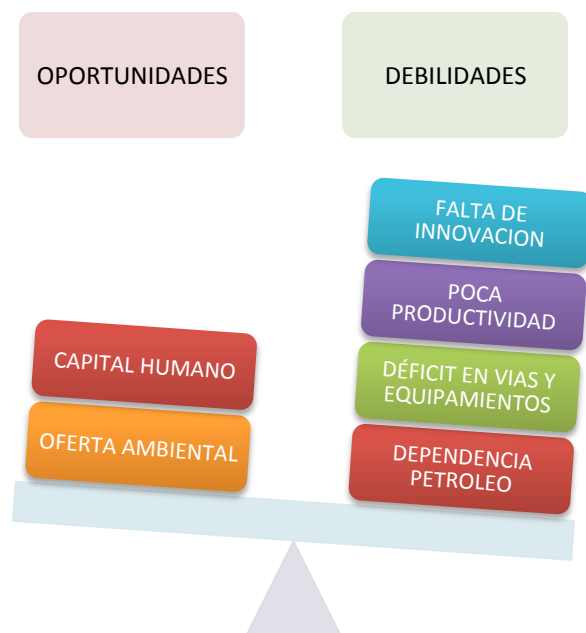 OPORTUNIDADES
DEBILIDADES
FALTA DE
INNOVACION
POCA
PRODUCTIVIDAD
CAPITAL HUMANO
DÉFICIT EN VIAS Y
EQUIPAMIENTOS
OFERTA AMBIENTAL
DEPENDENCIA
PETROLEO